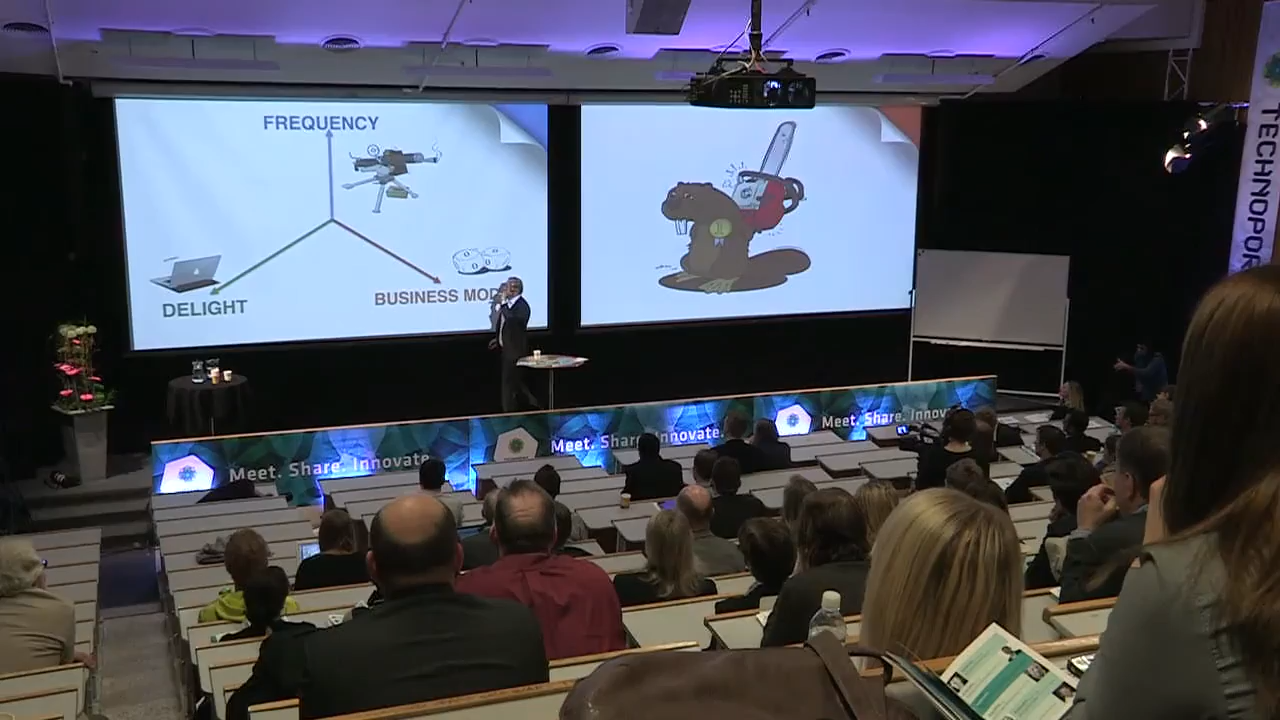 FREQUENCY
DELIGHT
BUSINESS MOD
TECHNOPOR
Meet. Share. Innovate.
Meet. Share. Innovate.
Meet. Share. Innov